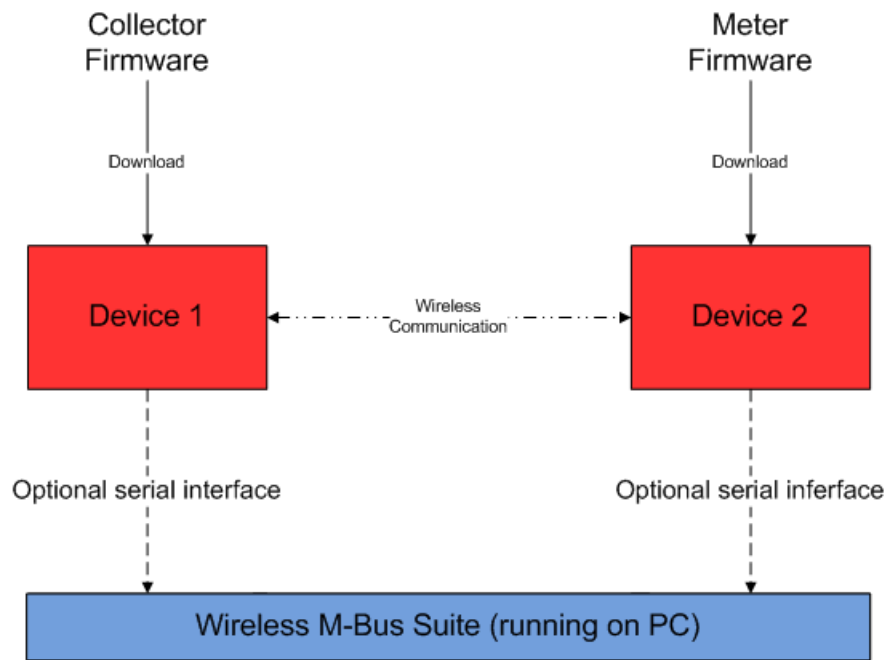 Collector
Firmware
Meter
Firmware
Download
Download
Device 1
Wireless
Communication
Device 2
Optional serial interface
Optional serial inferface
Wireless M-Bus Suite (running on PC)